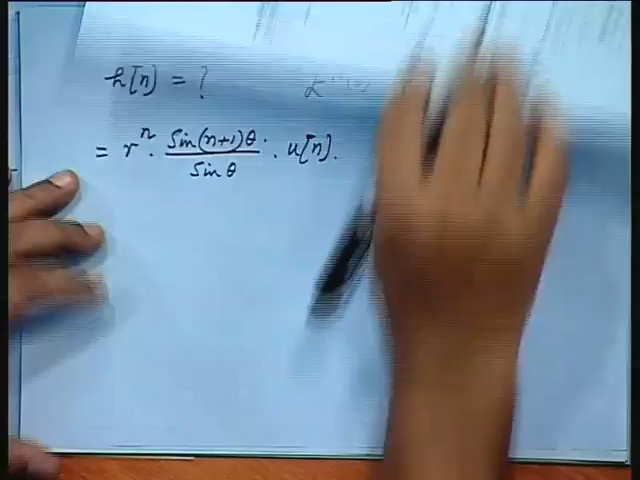 h[n] = ?
= r^n · sin(n+1)θ / sin θ · u[n].